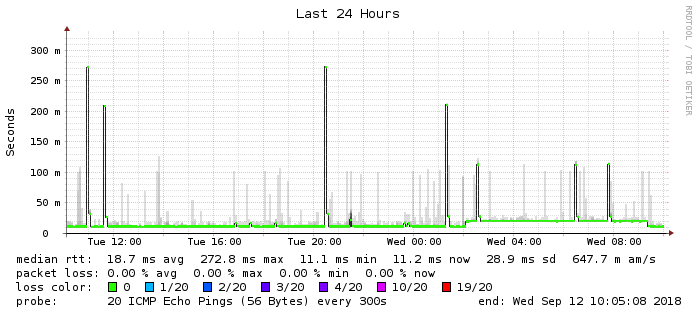 Last 24 Hours
RRDTOOL / TOBI OETIKER
Seconds
300 m
250 m
200 m
150 m
100 m
50 m
0
Tue 12:00 Tue 16:00 Tue 20:00 Wed 00:00 Wed 04:00 Wed 08:00
median rtt: 18.7 ms avg 272.8 ms max 11.1 ms min 11.2 ms now 28.9 ms sd 647.7 m am/s
packet loss: 0.00 % avg 0.00 % max 0.00 % min 0.00 % now
loss color: 0 1/20 2/20 3/20 4/20 10/20 19/20
probe: 20 ICMP Echo Pings (56 Bytes) every 300s end: Wed Sep 12 10:05:08 2018